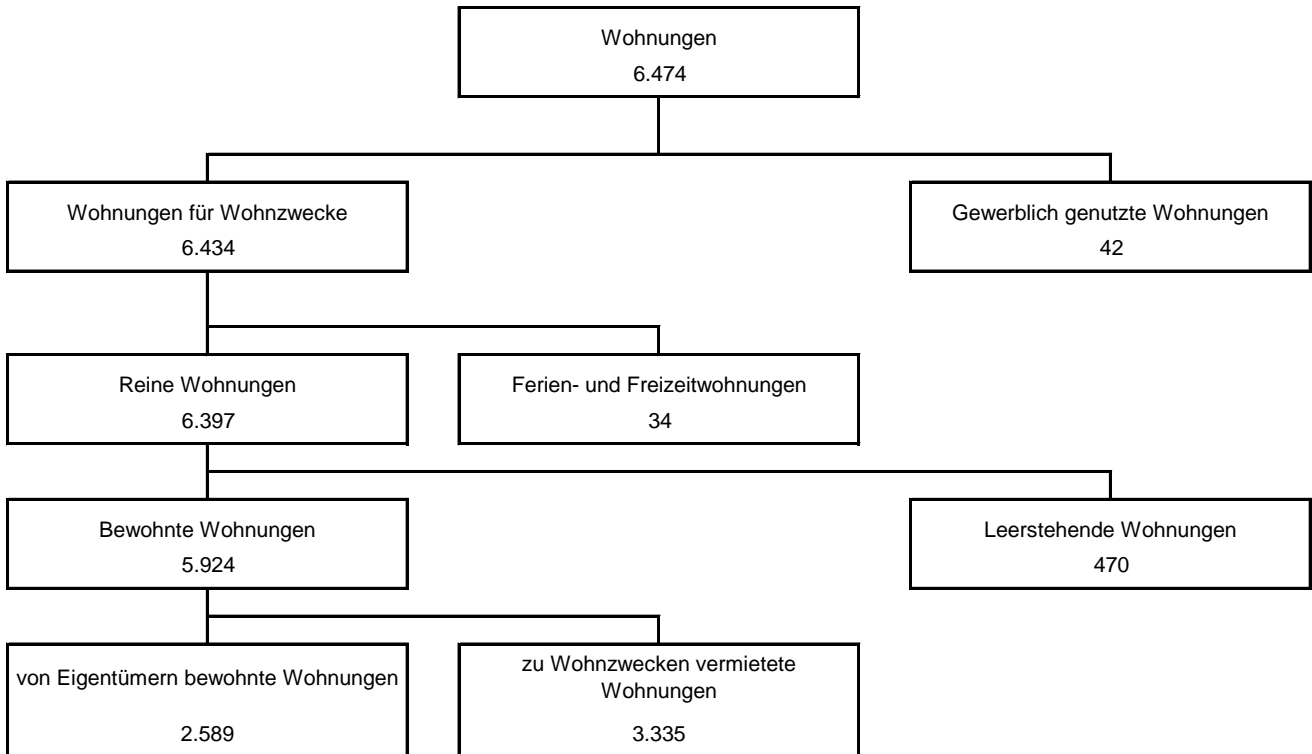 Wohnungen
6.474
Wohnungen für Wohnzwecke
6.434
Gewerblich genutzte Wohnungen
42
Reine Wohnungen
6.397
Ferien- und Freizeitwohnungen
34
Bewohnte Wohnungen
5.924
Leerstehende Wohnungen
470
von Eigentümern bewohnte Wohnungen
2.589
zu Wohnzwecken vermietete
Wohnungen
3.335